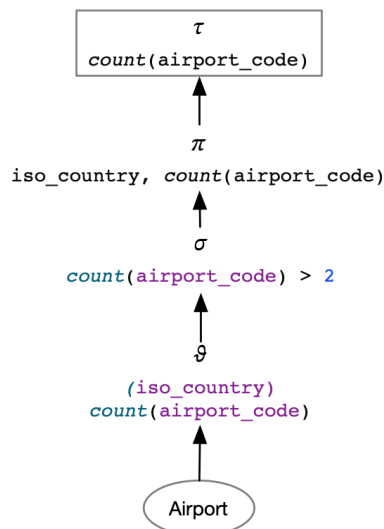 τ
count(airport_code)
π
iso_country, count(airport_code)
σ
count(airport_code) > 2
ϑ
(iso_country)
count(airport_code)
Airport